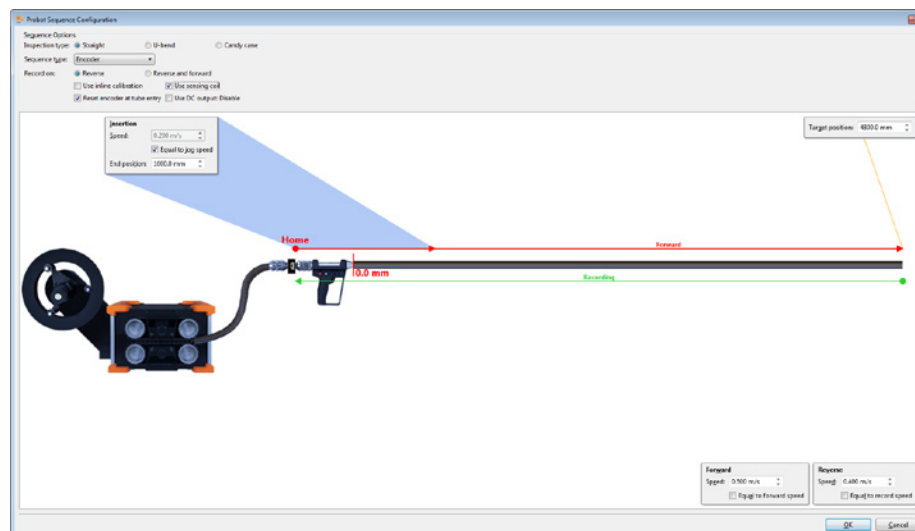 Probot Sequence Configuration
Sequence Options
Inspection type: Straight U-bend Candy cane
Sequence type: Encoder
Record on: Reverse Reverse and forward
Use inline calibration Use sensing coil
Reset encoder at tube entry Use DC output: Disable
Insertion
Speed: 0.200 m/s
Equal to jog speed
End position: 1000.0 mm
Target position: 4800.0 mm
Home
Forward
0.0 mm
Recording
Forward
Speed: 0.500 m/s
Equal to forward speed
Reverse
Speed: 0.400 m/s
Equal to record speed
OK Cancel